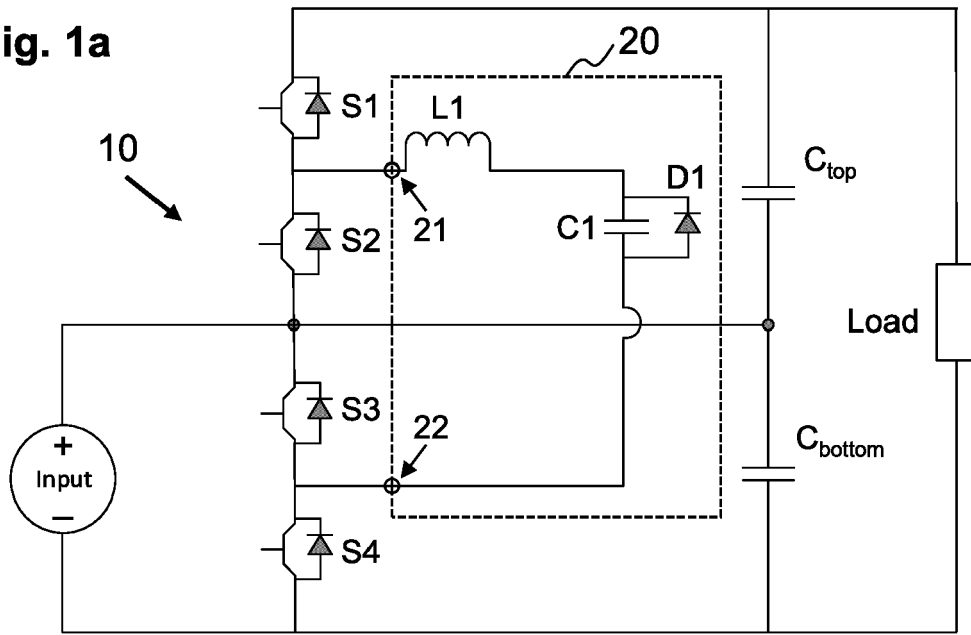 ig. 1a
20
S1
L1
10
C_top
D1
21
C1
S2
Load
S3
22
C_bottom
+
Input
−
S4